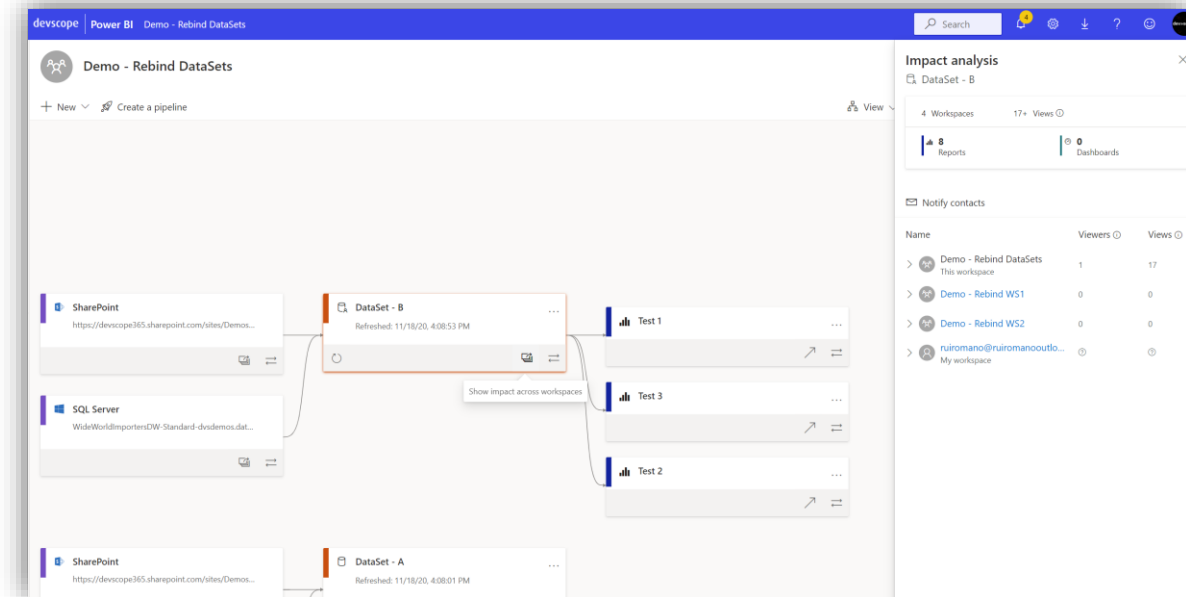 devscope Power BI Demo - Rebind DataSets
Search
4
Demo - Rebind DataSets
New Create a pipeline
View
SharePoint
https://devscope365.sharepoint.com/sites/Demos...
SQL Server
WideWorldImportersDW-Standard-dvsdemos.dat...
DataSet - B
Refreshed: 11/18/20, 4:08:53 PM
Show impact across workspaces
Test 1
Test 3
Test 2
SharePoint
https://devscope365.sharepoint.com/sites/Demos...
DataSet - A
Refreshed: 11/18/20, 4:08:01 PM
Impact analysis
DataSet - B
4 Workspaces 17+ Views
8 0
Reports Dashboards
Notify contacts
Name Viewers Views
Demo - Rebind DataSets 1 17
This workspace
Demo - Rebind WS1 0 0
Demo - Rebind WS2 0 0
ruiromano@ruiromanooutlo...
My workspace